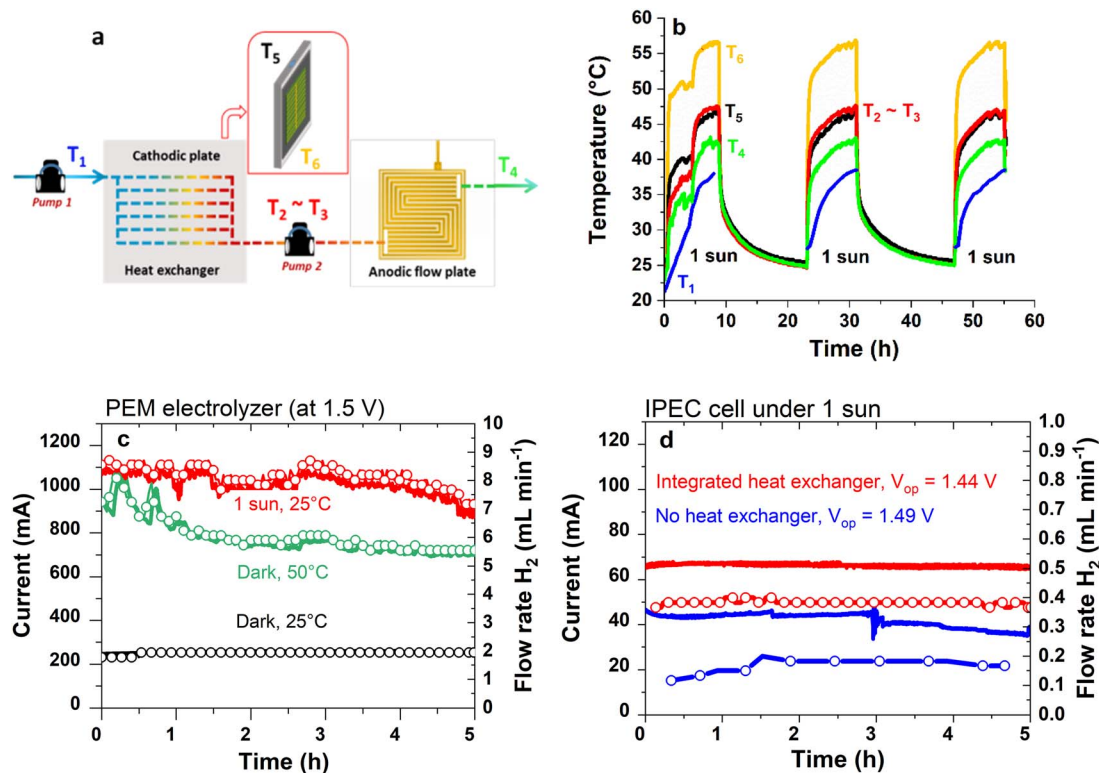 a
T5
T6
T1
Pump 1
Cathodic plate
Heat exchanger
T2 ~ T3
Pump 2
T4
Anodic flow plate
b
Temperature (°C)
60
55
50
45
40
35
30
25
20
T6
T5
T4
T2 ~ T3
1 sun
1 sun
T1
0
10
20
30
40
50
60
Time (h)
PEM electrolyzer (at 1.5 V)
c
Current (mA)
1200
1000
800
600
400
200
0
1 sun, 25°C
Dark, 50°C
Dark, 25°C
10
9
8
7
6
5
4
3
2
1
0
Flow rate H2 (mL min⁻¹)
0
1
2
3
4
5
Time (h)
IPEC cell under 1 sun
d
Current (mA)
120
100
80
60
40
20
0
Integrated heat exchanger, Vop = 1.44 V
No heat exchanger, Vop = 1.49 V
1.0
0.9
0.8
0.7
0.6
0.5
0.4
0.3
0.2
0.1
0.0
Flow rate H2 (mL min⁻¹)
0
1
2
3
4
5
Time (h)